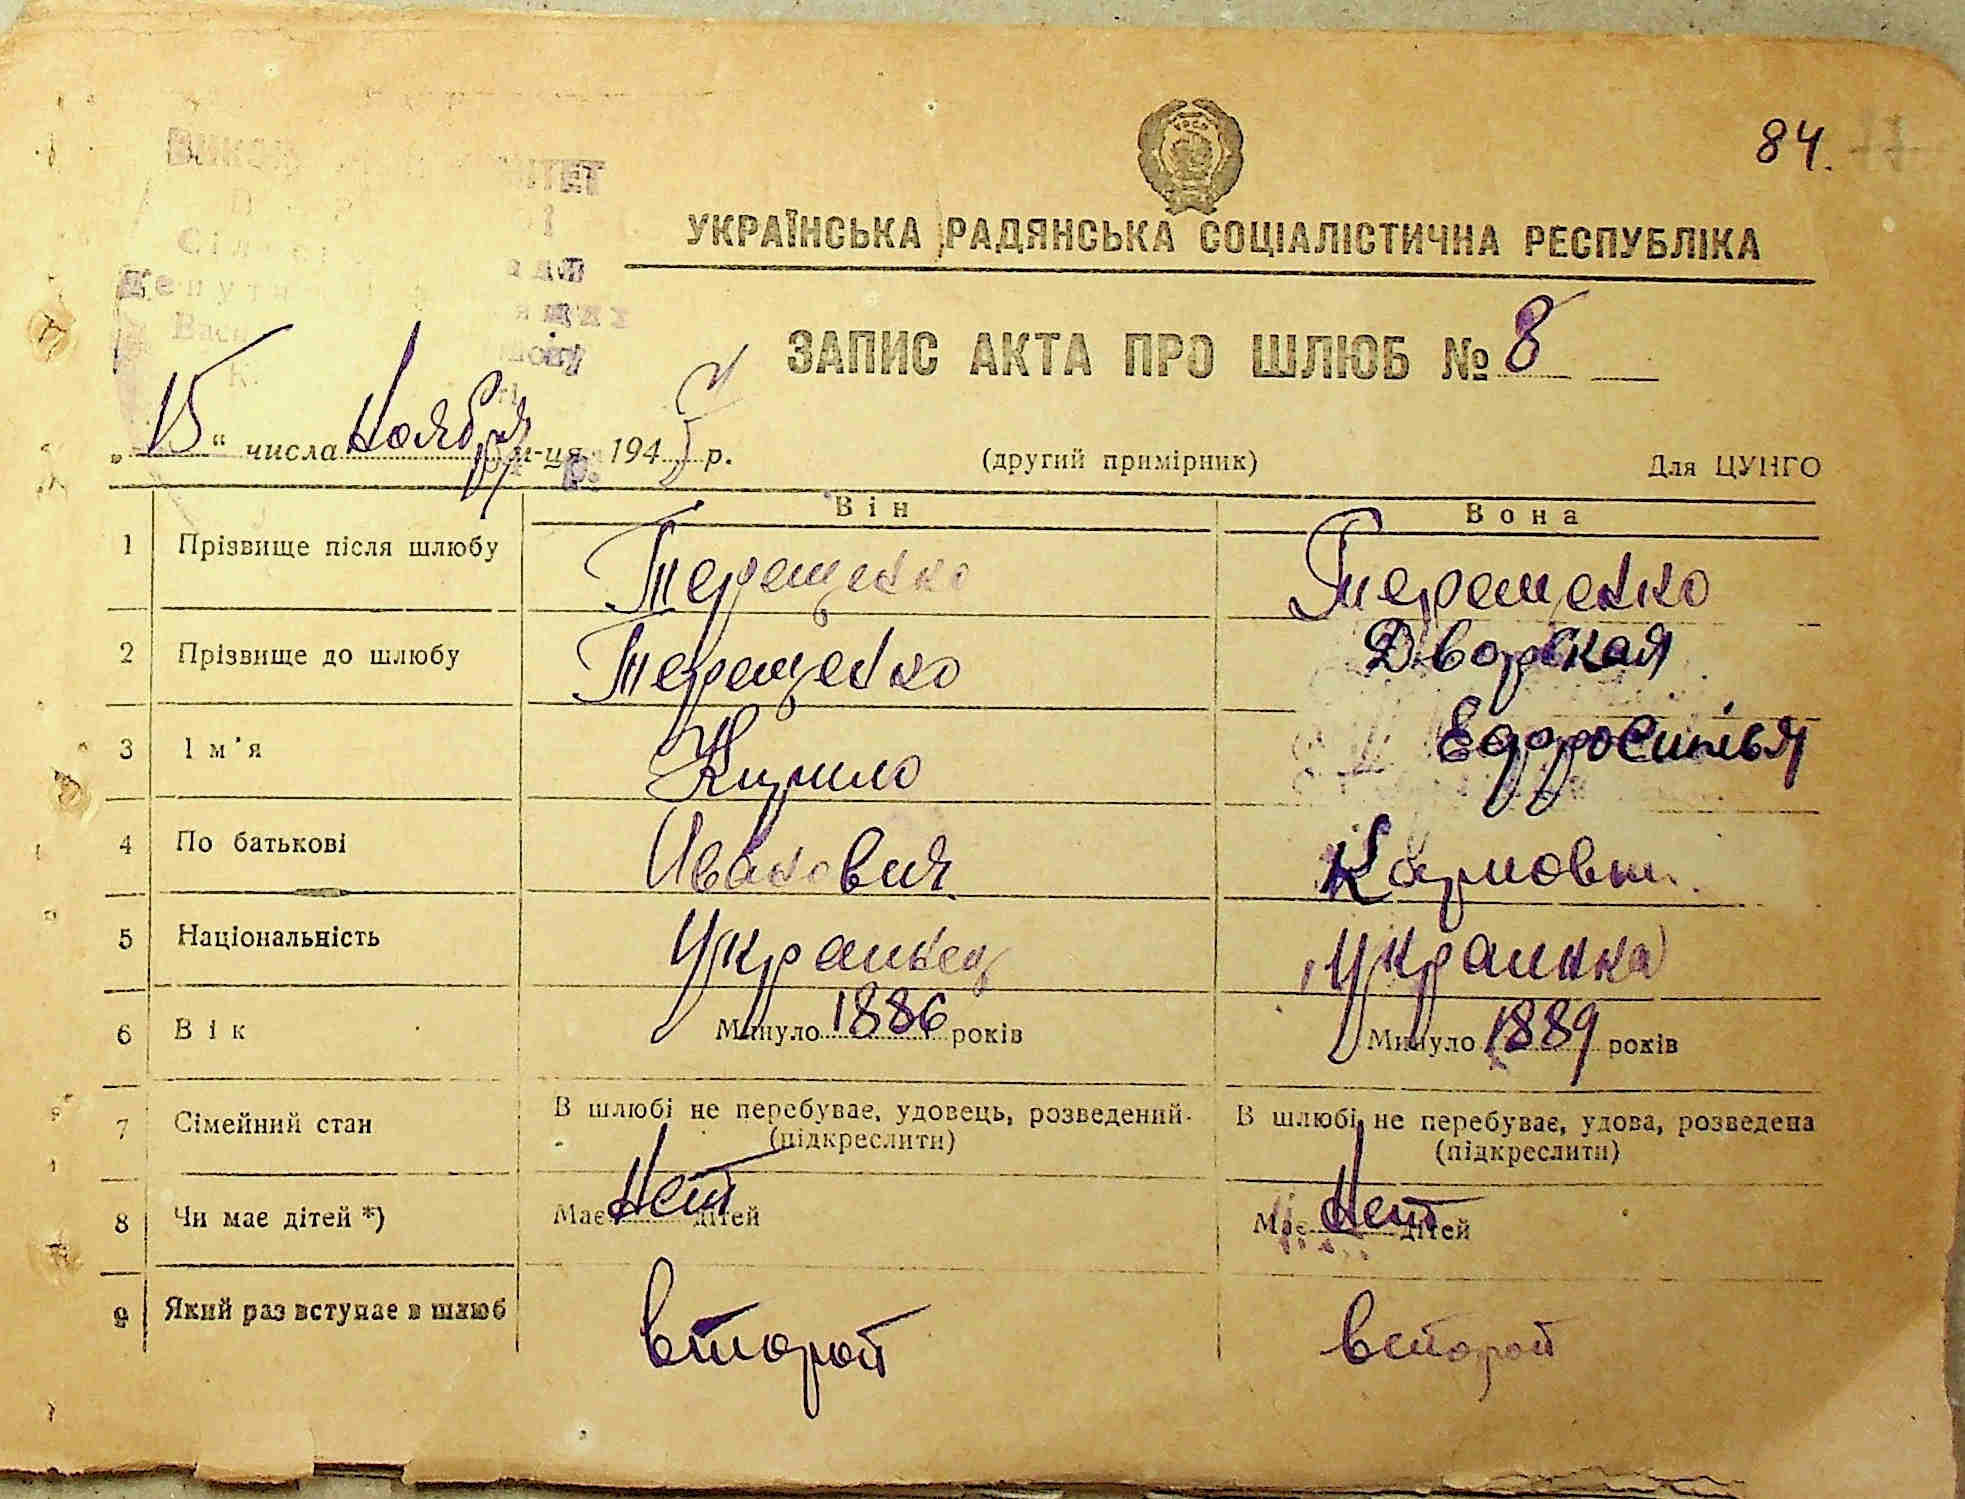 84.
УКРАЇНСЬКА РАДЯНСЬКА СОЦІАЛІСТИЧНА РЕСПУБЛІКА
ЗАПИС АКТА ПРО ШЛЮБ № 8
„15“ числа Ноября м-ця 1945 р. (другий примірник) Для ЦУНГО
Він Вона
1 Прізвище після шлюбу Терещенко Терещенко
2 Прізвище до шлюбу Терещенко Дворская
3 Ім'я Кирило
4 По батькові Иванович
5 Національність Украинец Украинка
6 Вік Минуло 1886 років Минуло 1889 років
7 Сімейний стан В шлюбі не перебуває, удовець, розведений. (підкреслити) В шлюбі не перебуває, удова, розведена (підкреслити)
8 Чи має дітей *) Має Нет дітей Має Нет дітей
9 Який раз вступає в шлюб второй второй